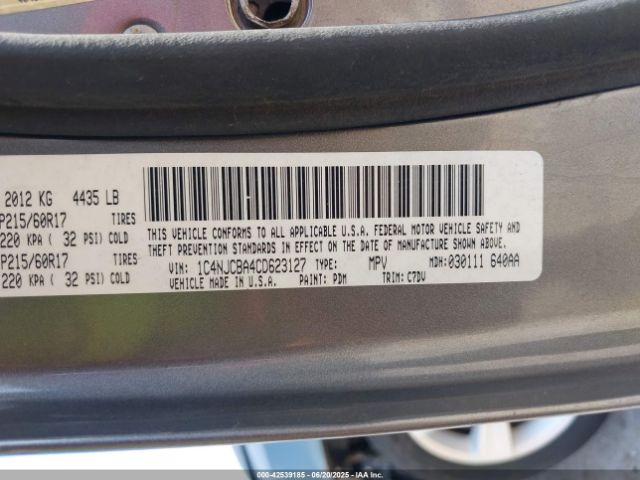 2012 KG 4435 LB
P215/60R17 TIRES
220 KPA ( 32 PSI) COLD
P215/60R17 TIRES
220 KPA ( 32 PSI) COLD
THIS VEHICLE CONFORMS TO ALL APPLICABLE U.S.A. FEDERAL MOTOR VEHICLE SAFETY AND
THEFT PREVENTION STANDARDS IN EFFECT ON THE DATE OF MANUFACTURE SHOWN ABOVE.
VIN: 1C4NJCBA4CD623127 TYPE: MPV MDH: 030111 640AA
VEHICLE MADE IN U.S.A. PAINT: PDM TRIM: C7DV
000-42539185 - 06/20/2025 - IAAI.COM